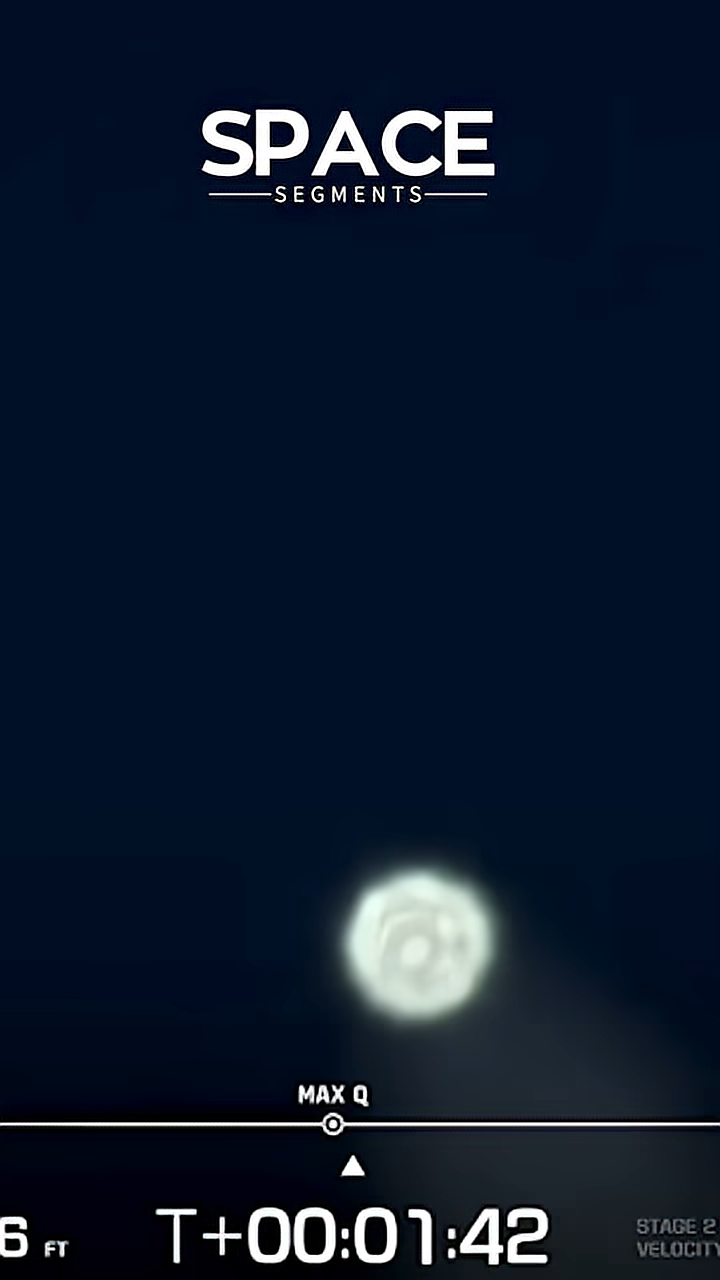 SPACE
SEGMENTS
MAX Q
6 FT
T+00:01:42
STAGE 2
VELOCITY